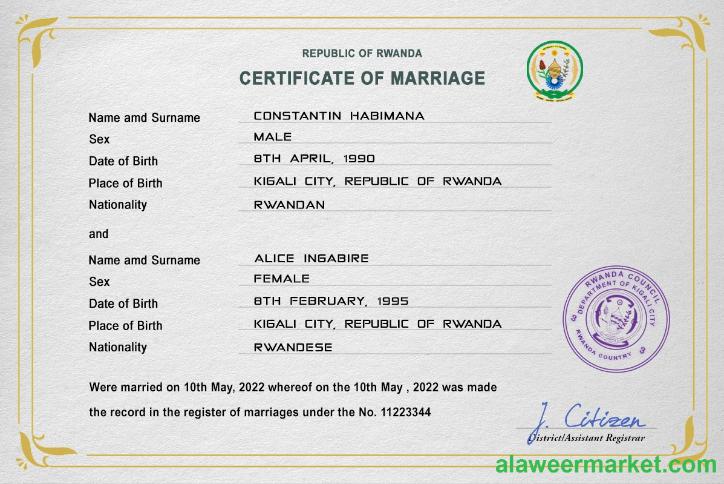 REPUBLIC OF RWANDA
CERTIFICATE OF MARRIAGE
Name amd Surname CONSTANTIN HABIMANA
Sex MALE
Date of Birth 8TH APRIL, 1990
Place of Birth KIGALI CITY, REPUBLIC OF RWANDA
Nationality RWANDAN
and
Name amd Surname ALICE INGABIRE
Sex FEMALE
Date of Birth 8TH FEBRUARY, 1995
Place of Birth KIGALI CITY, REPUBLIC OF RWANDA
Nationality RWANDESE
RWANDA COUNCIL
DEPARTMENT OF KIGALI CITY
RWANDA COUNTRY
Were married on 10th May, 2022 whereof on the 10th May , 2022 was made
the record in the register of marriages under the No. 11223344
J. Citizen
District/Assistant Registrar
alaweermarket.com